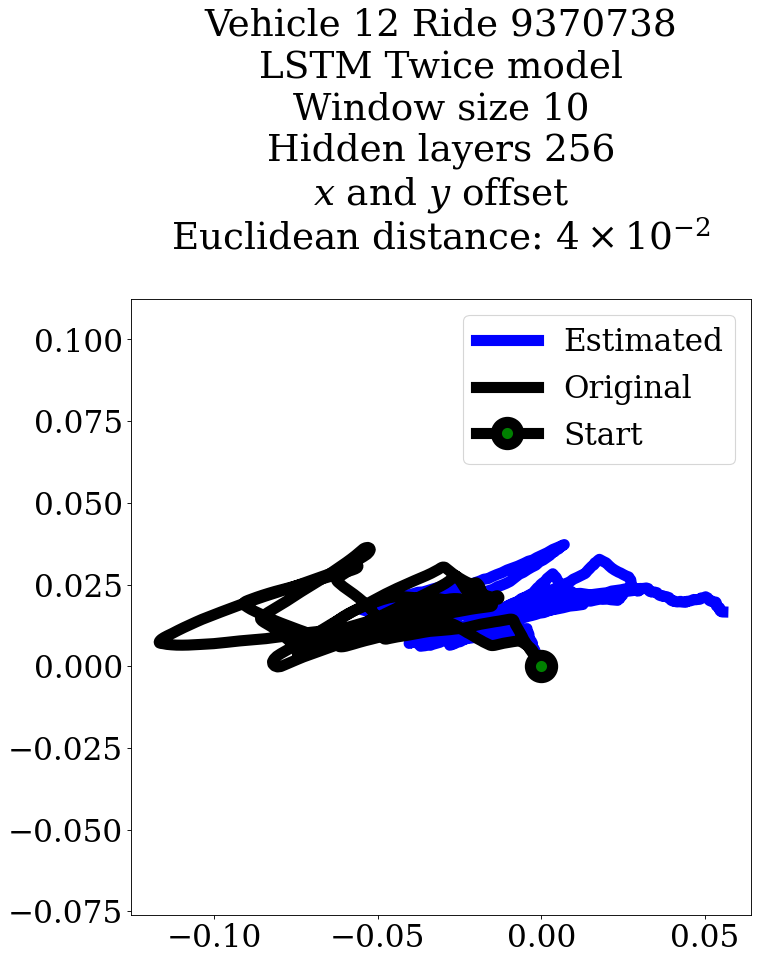 Vehicle 12 Ride 9370738
LSTM Twice model
Window size 10
Hidden layers 256
x and y offset
Euclidean distance: 4 × 10⁻²
Estimated
Original
Start
0.100
0.075
0.050
0.025
0.000
−0.025
−0.050
−0.075
−0.10
−0.05
0.00
0.05